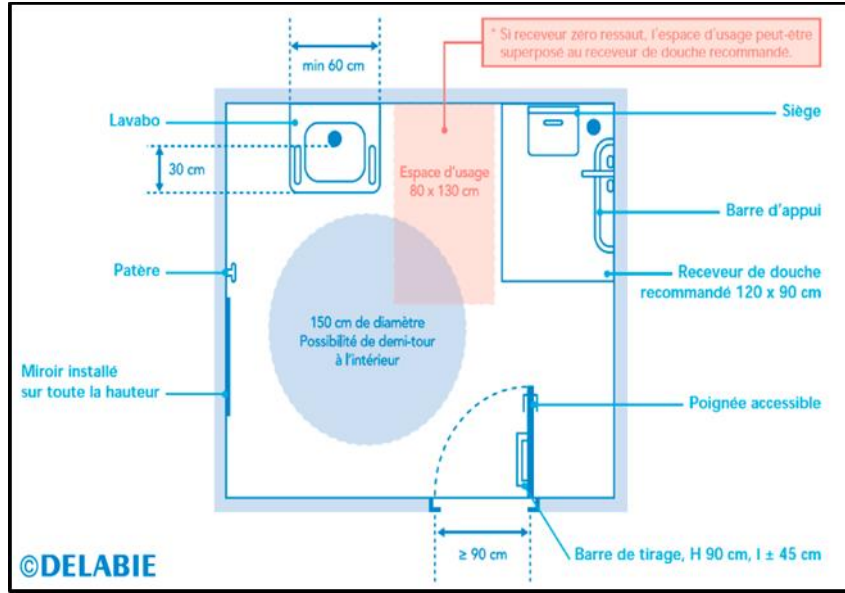 * Si receveur zéro ressaut, l'espace d'usage peut-être
superposé au receveur de douche recommandé.
min 60 cm
Lavabo
Siège
30 cm
Espace d'usage
80 x 130 cm
Barre d'appui
Patère
Receveur de douche
recommandé 120 x 90 cm
150 cm de diamètre
Possibilité de demi-tour
à l'intérieur
Miroir installé
sur toute la hauteur
Poignée accessible
≥ 90 cm
Barre de tirage, H 90 cm, l ± 45 cm
©DELABIE